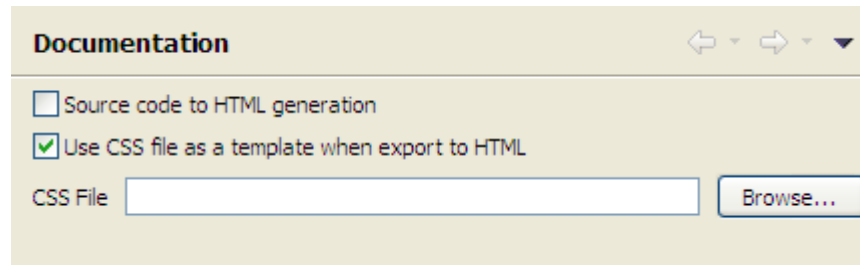 Documentation
Source code to HTML generation
Use CSS file as a template when export to HTML
CSS File Browse...